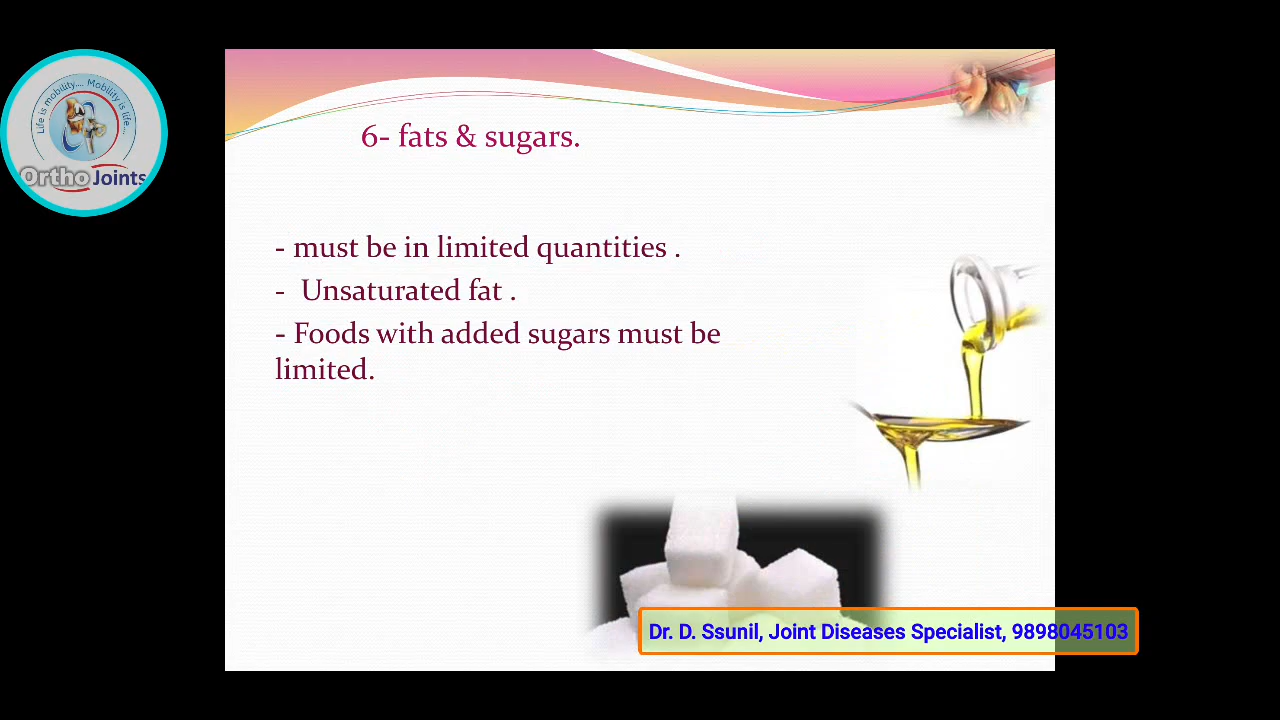 Life is mobility.... Mobility is life...
Ortho Joints
6- fats & sugars.
- must be in limited quantities .
- Unsaturated fat .
- Foods with added sugars must be
limited.
Dr. D. Ssunil, Joint Diseases Specialist, 9898045103